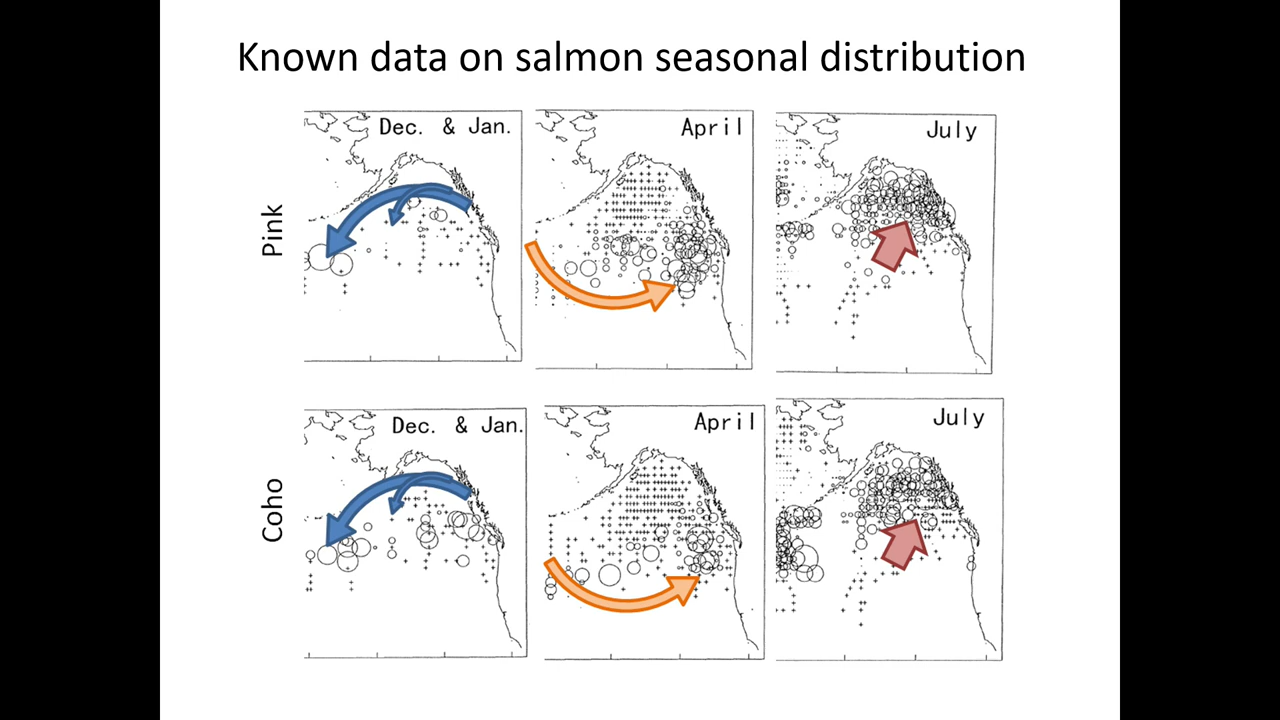 Known data on salmon seasonal distribution
Pink
Dec. & Jan.
April
July
Coho
Dec. & Jan.
April
July